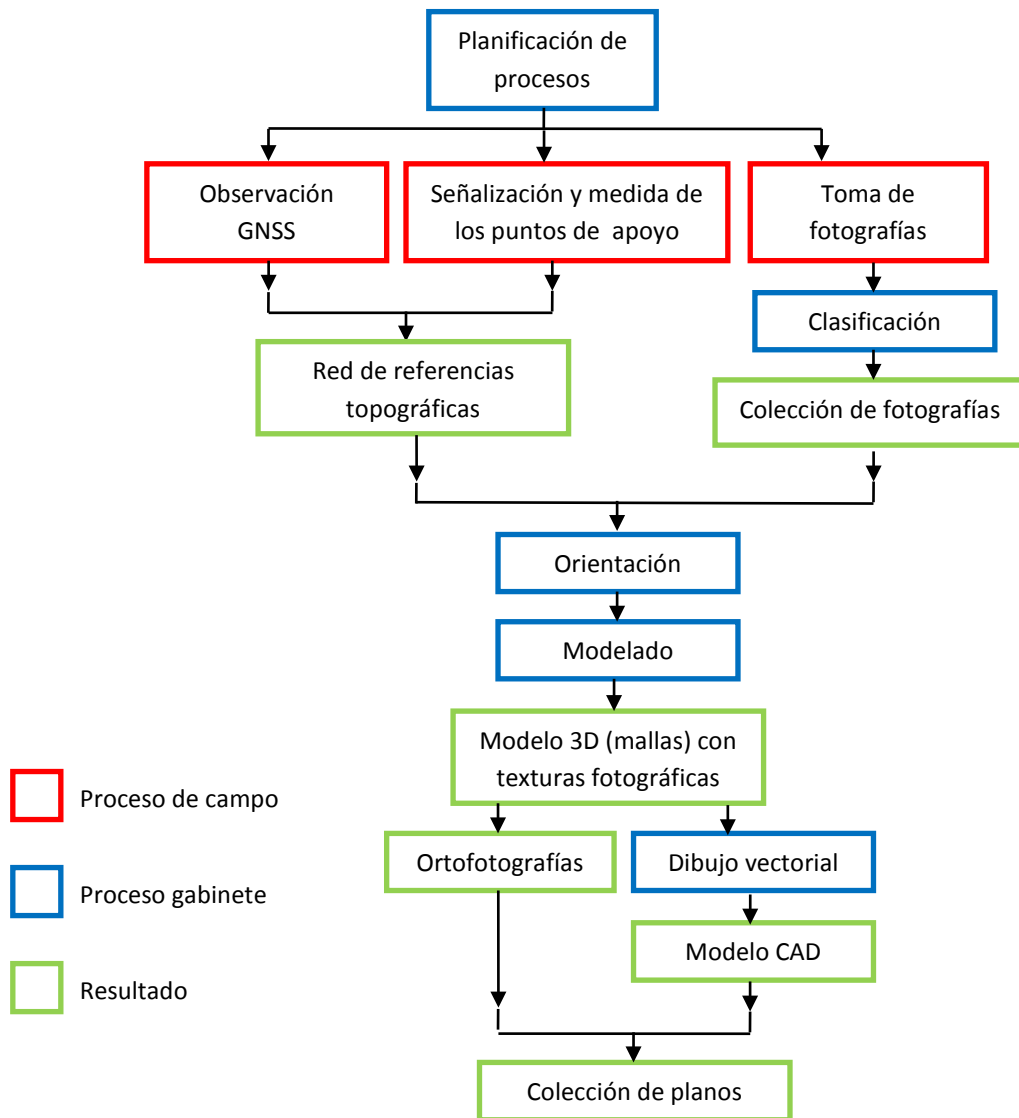 Planificación de
procesos
Observación
GNSS
Señalización y medida de
los puntos de apoyo
Toma de
fotografías
Clasificación
Red de referencias
topográficas
Colección de fotografías
Orientación
Modelado
Modelo 3D (mallas) con
texturas fotográficas
Proceso de campo
Ortofotografías
Dibujo vectorial
Proceso gabinete
Modelo CAD
Resultado
Colección de planos